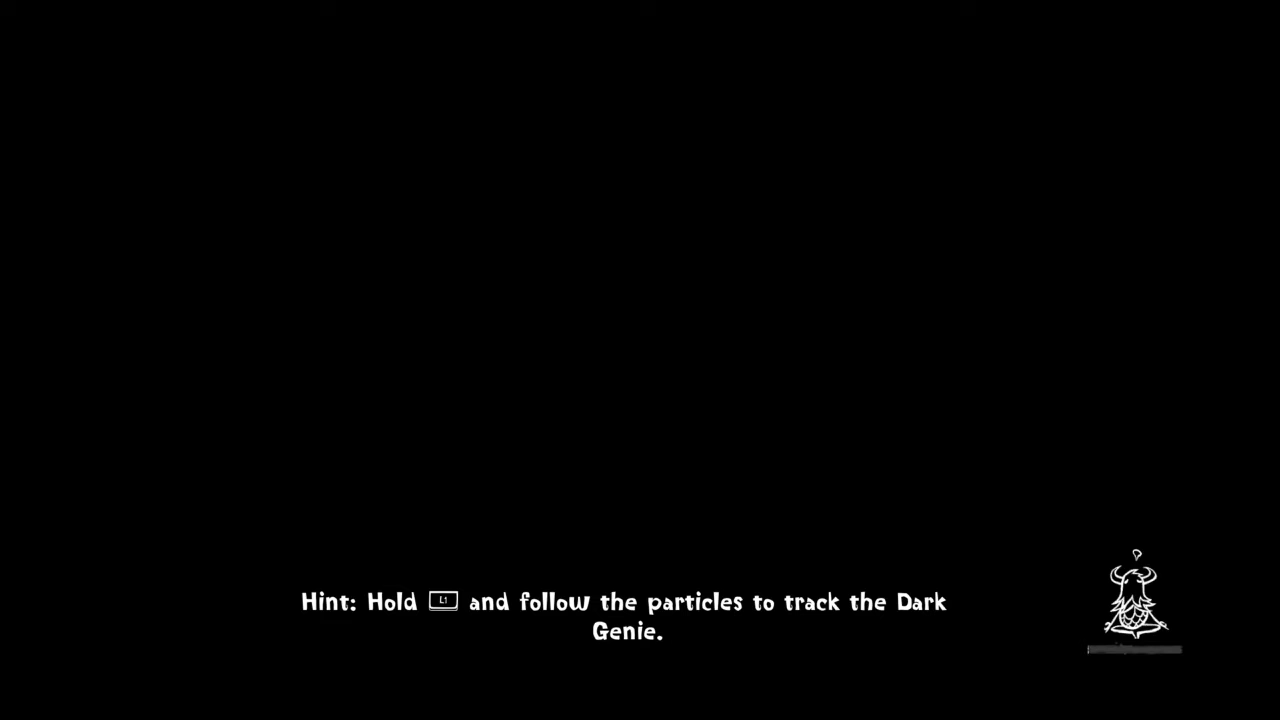 Hint: Hold L1 and follow the particles to track the Dark
Genie.